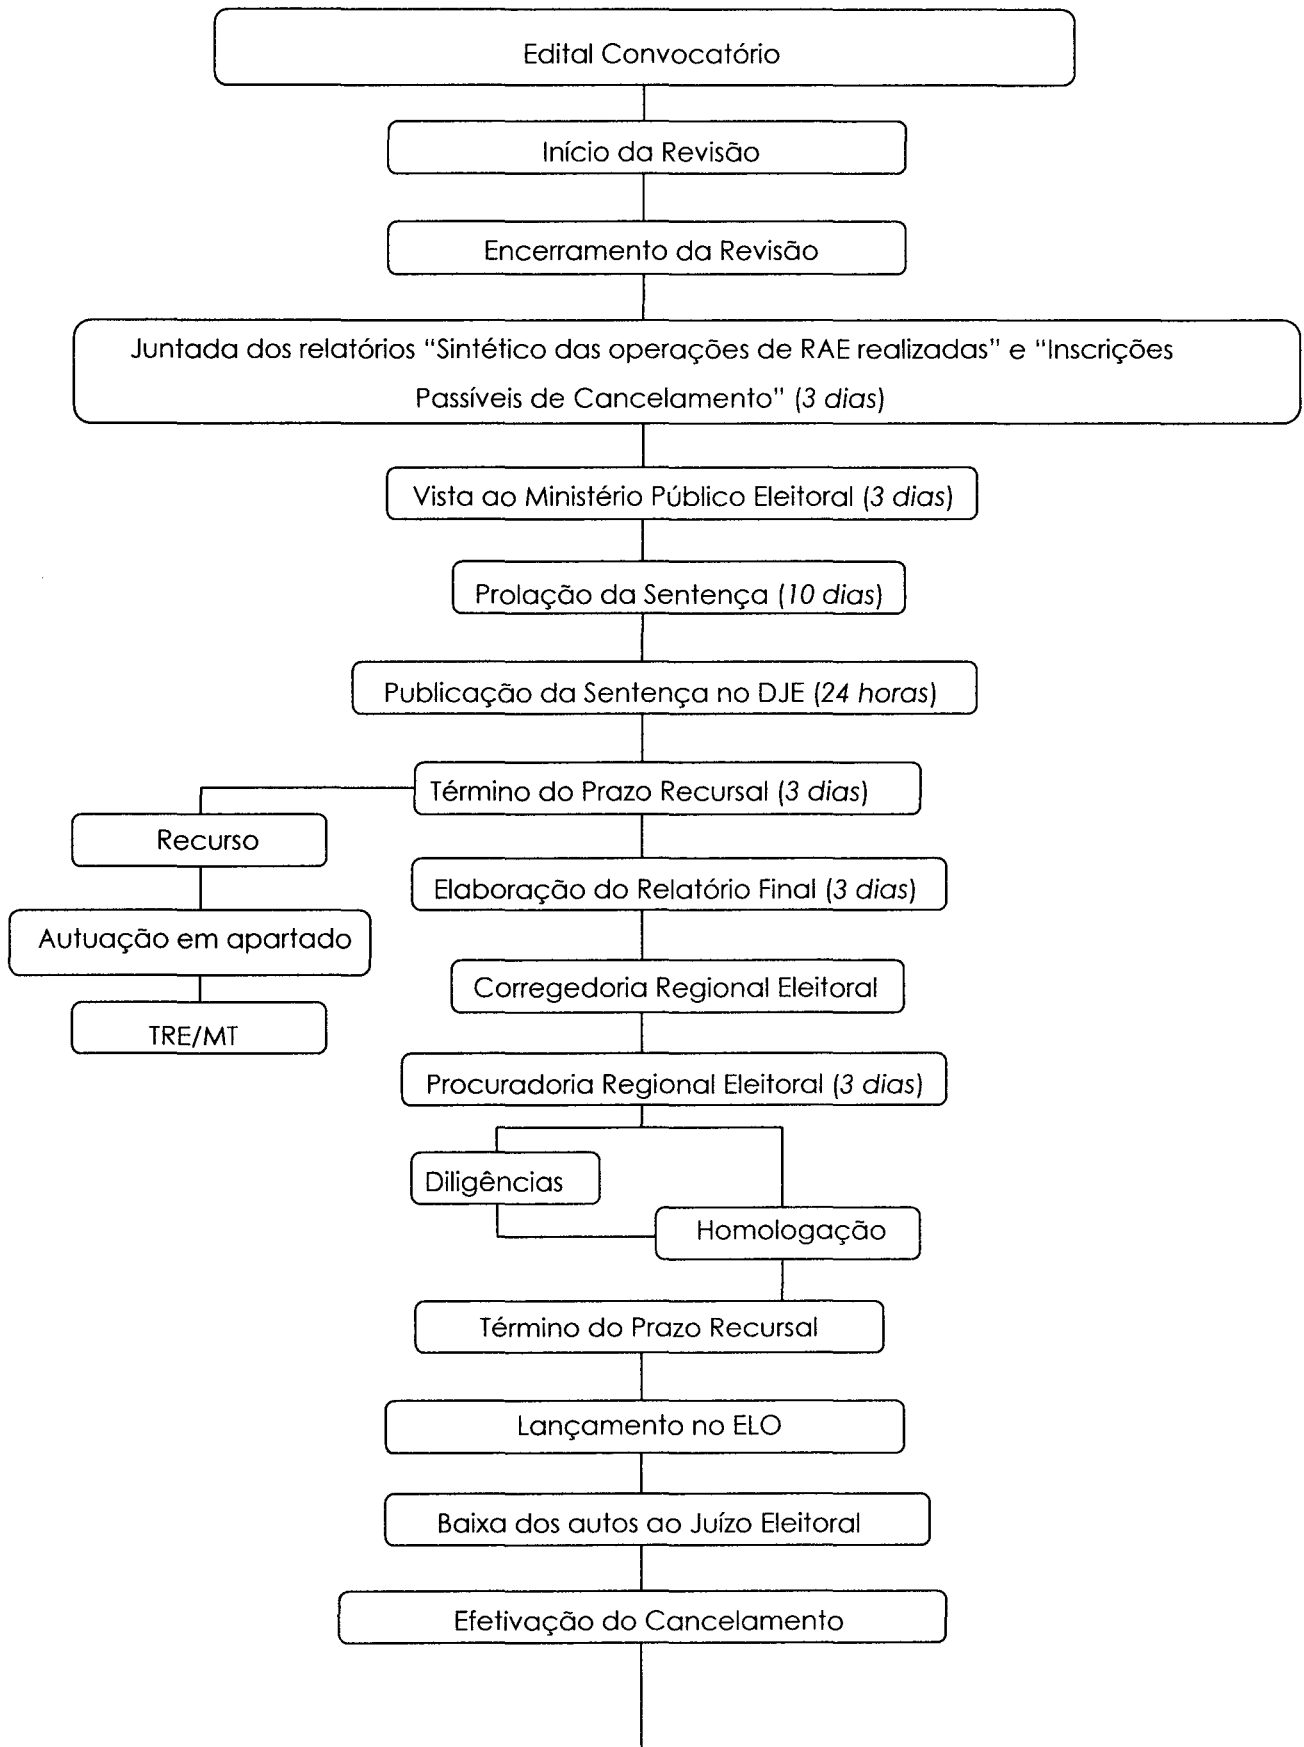 Edital Convocatório
Início da Revisão
Encerramento da Revisão
Juntada dos relatórios “Sintético das operações de RAE realizadas” e “Inscrições
Passíveis de Cancelamento” (3 dias)
Vista ao Ministério Público Eleitoral (3 dias)
Prolação da Sentença (10 dias)
Publicação da Sentença no DJE (24 horas)
Término do Prazo Recursal (3 dias)
Recurso
Elaboração do Relatório Final (3 dias)
Autuação em apartado
Corregedoria Regional Eleitoral
TRE/MT
Procuradoria Regional Eleitoral (3 dias)
Diligências
Homologação
Término do Prazo Recursal
Lançamento no ELO
Baixa dos autos ao Juízo Eleitoral
Efetivação do Cancelamento